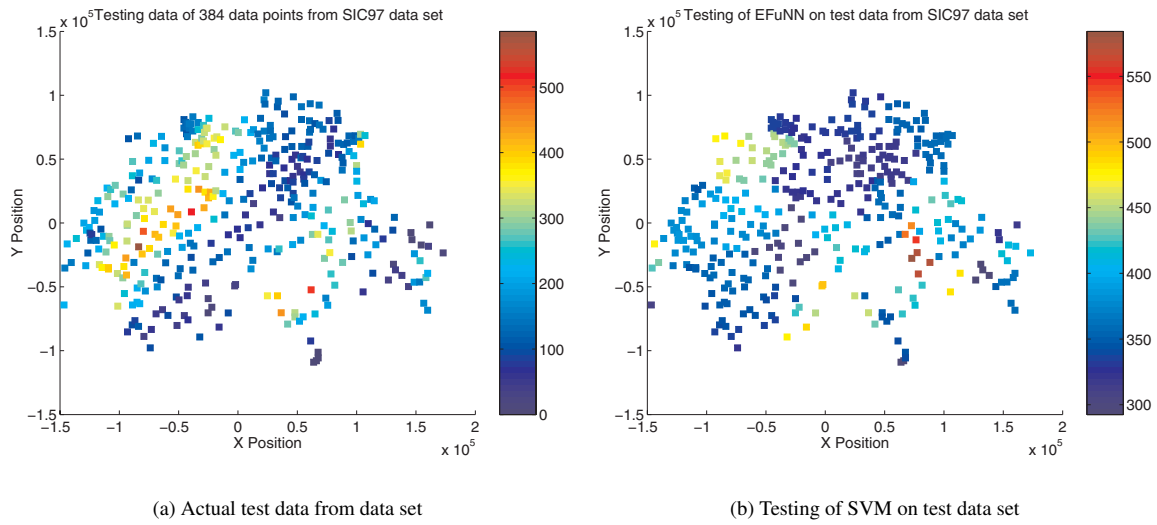 x 10^5 Testing data of 384 data points from SIC97 data set
1.5
1
0.5
0
−0.5
−1
−1.5
Y Position
−1.5 −1 −0.5 0 0.5 1 1.5 2
X Position
x 10^5
500
400
300
200
100
0
(a) Actual test data from data set
x 10^5 Testing of EFuNN on test data from SIC97 data set
1.5
1
0.5
0
−0.5
−1
−1.5
Y Position
−1.5 −1 −0.5 0 0.5 1 1.5 2
X Position
x 10^5
550
500
450
400
350
300
(b) Testing of SVM on test data set